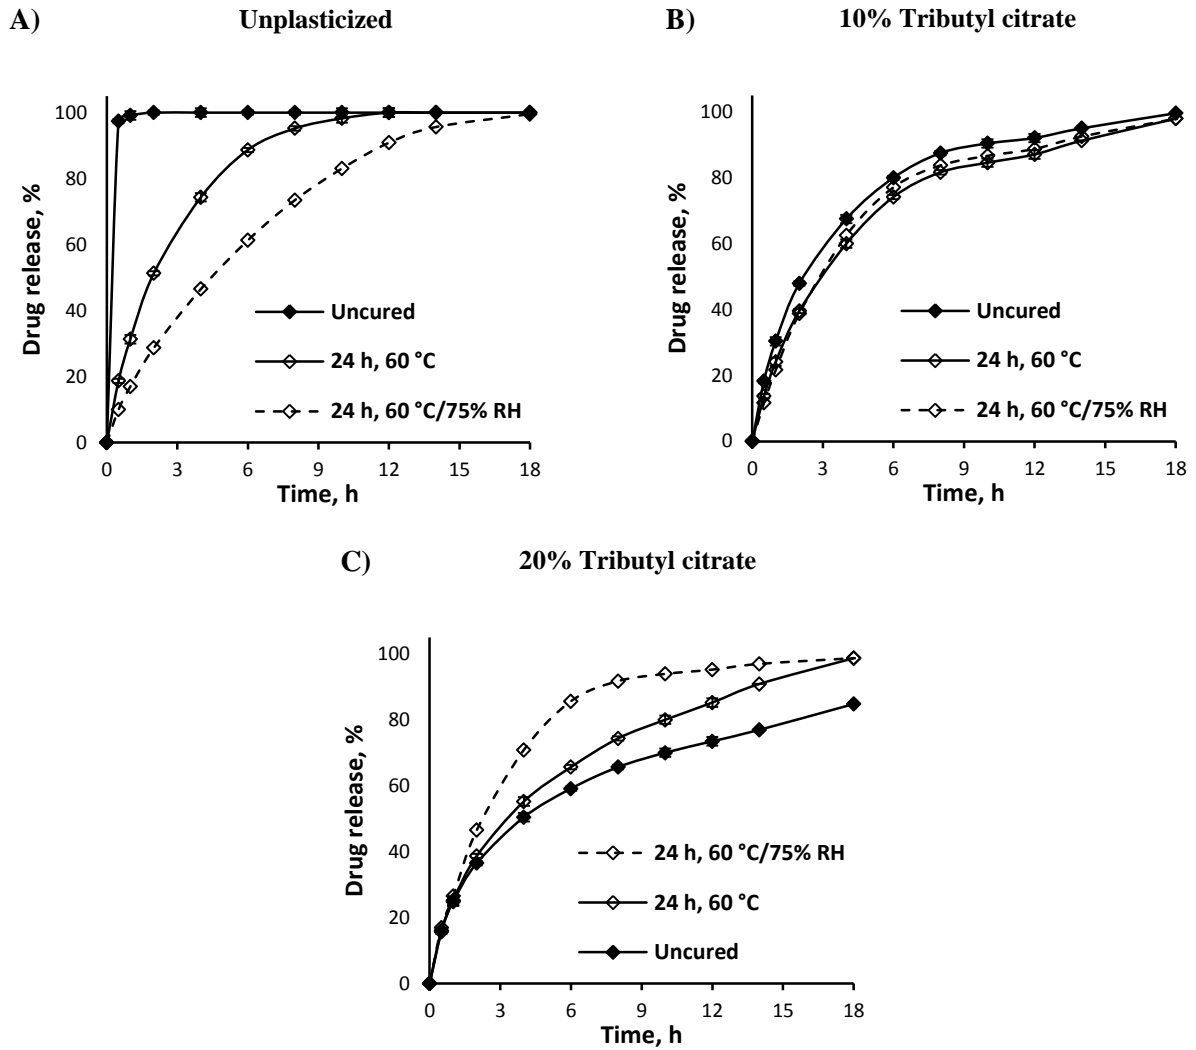 A)
Unplasticized
100
80
60
40
20
0
Drug release, %
Uncured
24 h, 60 °C
24 h, 60 °C/75% RH
0 3 6 9 12 15 18
Time, h
B)
10% Tributyl citrate
100
80
60
40
20
0
Drug release, %
Uncured
24 h, 60 °C
24 h, 60 °C/75% RH
0 3 6 9 12 15 18
Time, h
C)
20% Tributyl citrate
100
80
60
40
20
0
Drug release, %
24 h, 60 °C/75% RH
24 h, 60 °C
Uncured
0 3 6 9 12 15 18
Time, h